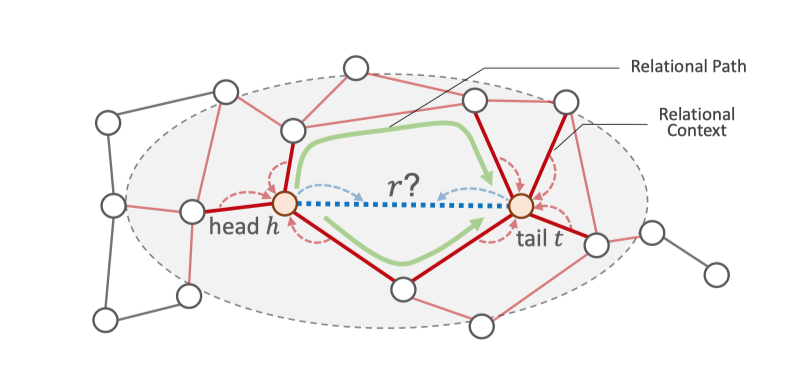 Relational Path
Relational
Context
r?
head h
tail t